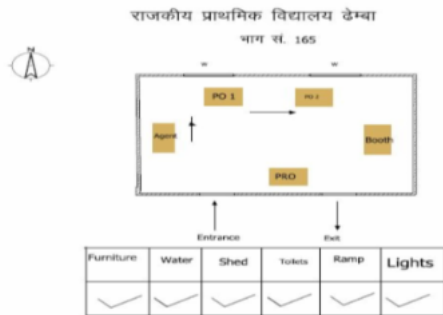 राजकीय प्राथमिक विद्यालय ढेम्बा
भाग सं. 165
N
w w
PO 1 PO 2
Agent Booth
PRO
Entrance Exit
Furniture Water Shed Toilets Ramp Lights